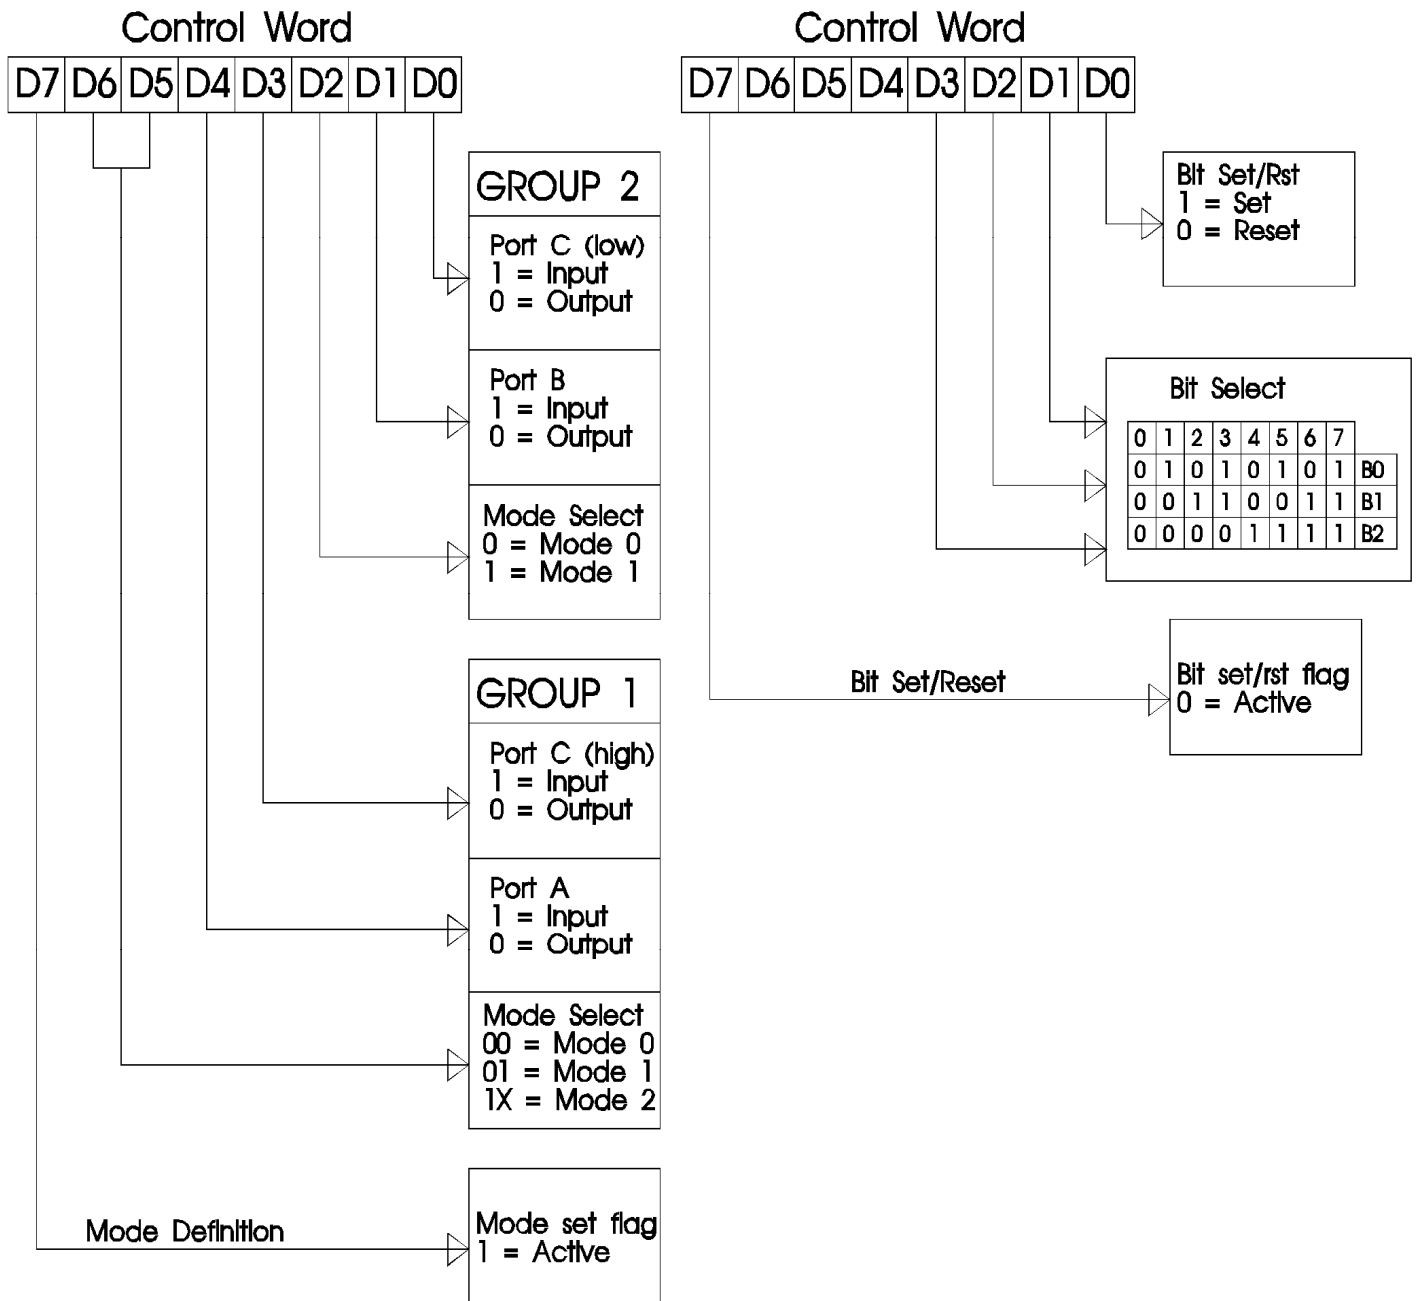 Control Word
D7 D6 D5 D4 D3 D2 D1 D0
GROUP 2
Port C (low)
1 = Input
0 = Output
Port B
1 = Input
0 = Output
Mode Select
0 = Mode 0
1 = Mode 1
GROUP 1
Port C (high)
1 = Input
0 = Output
Port A
1 = Input
0 = Output
Mode Select
00 = Mode 0
01 = Mode 1
1X = Mode 2
Mode Definition
Mode set flag
1 = Active
Control Word
D7 D6 D5 D4 D3 D2 D1 D0
Bit Set/Rst
1 = Set
0 = Reset
Bit Select
0 1 2 3 4 5 6 7
0 1 0 1 0 1 0 1 B0
0 0 1 1 0 0 1 1 B1
0 0 0 0 1 1 1 1 B2
Bit Set/Reset
Bit set/rst flag
0 = Active